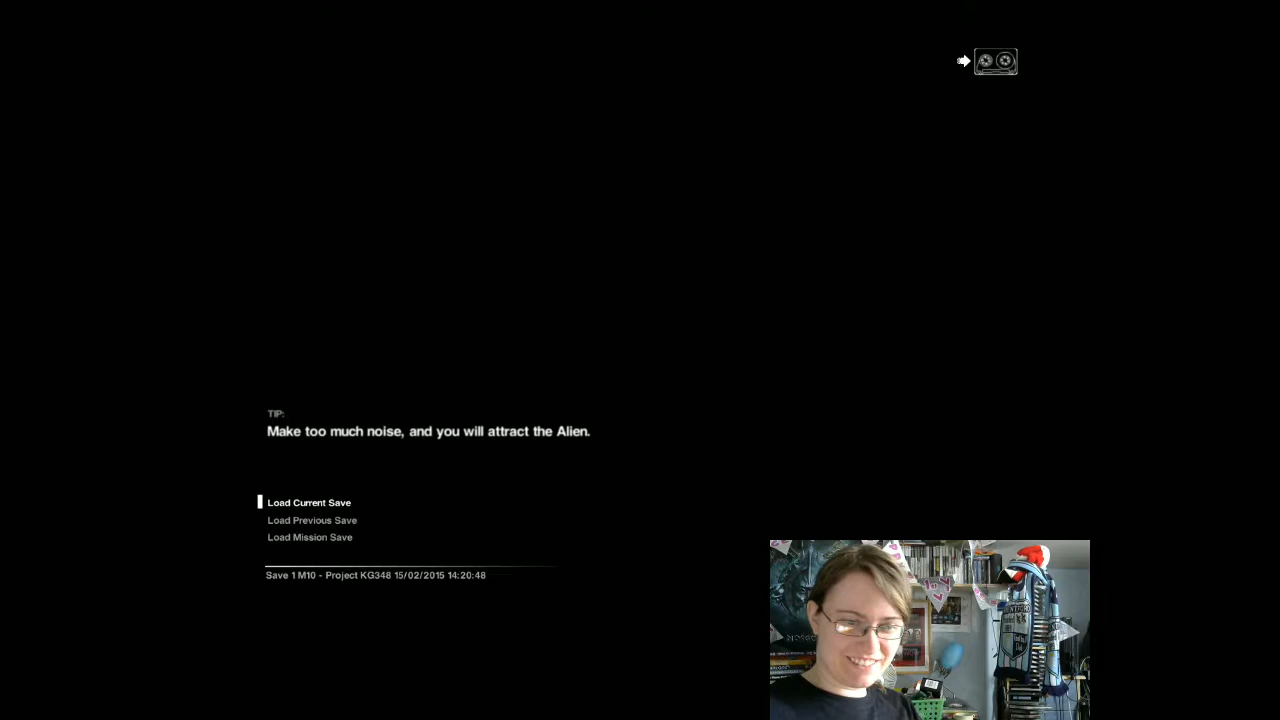 TIP:
Make too much noise, and you will attract the Alien.
Load Current Save
Load Previous Save
Load Mission Save
Save 1 M10 - Project KG348 15/02/2015 14:20:48